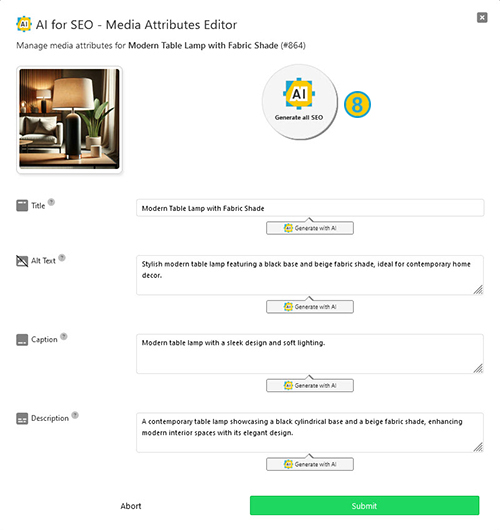 AI for SEO - Media Attributes Editor
Manage media attributes for Modern Table Lamp with Fabric Shade (#864)
AI
Generate all SEO
8
Title ?
Modern Table Lamp with Fabric Shade
AI Generate with AI
Alt Text ?
Stylish modern table lamp featuring a black base and beige fabric shade, ideal for contemporary home
decor.
AI Generate with AI
Caption ?
Modern table lamp with a sleek design and soft lighting.
AI Generate with AI
Description ?
A contemporary table lamp showcasing a black cylindrical base and a beige fabric shade, enhancing
modern interior spaces with its elegant design.
AI Generate with AI
Abort
Submit